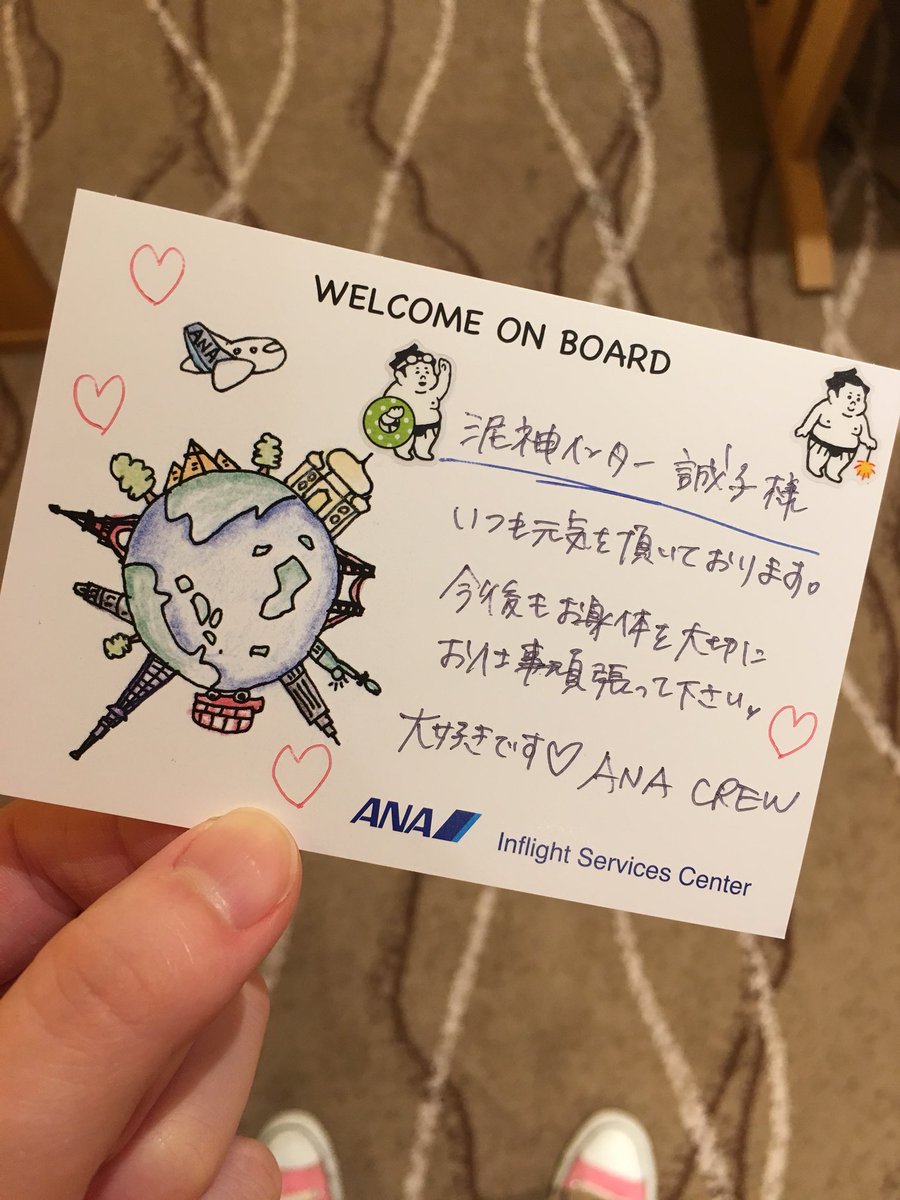 WELCOME ON BOARD
ANA
泥神インター 誠子様
いつも元気を頂いております。
今後もお身体を大切に
お仕事頑張って下さい。
大好きです♡ ANA CREW
ANA
Inflight Services Center